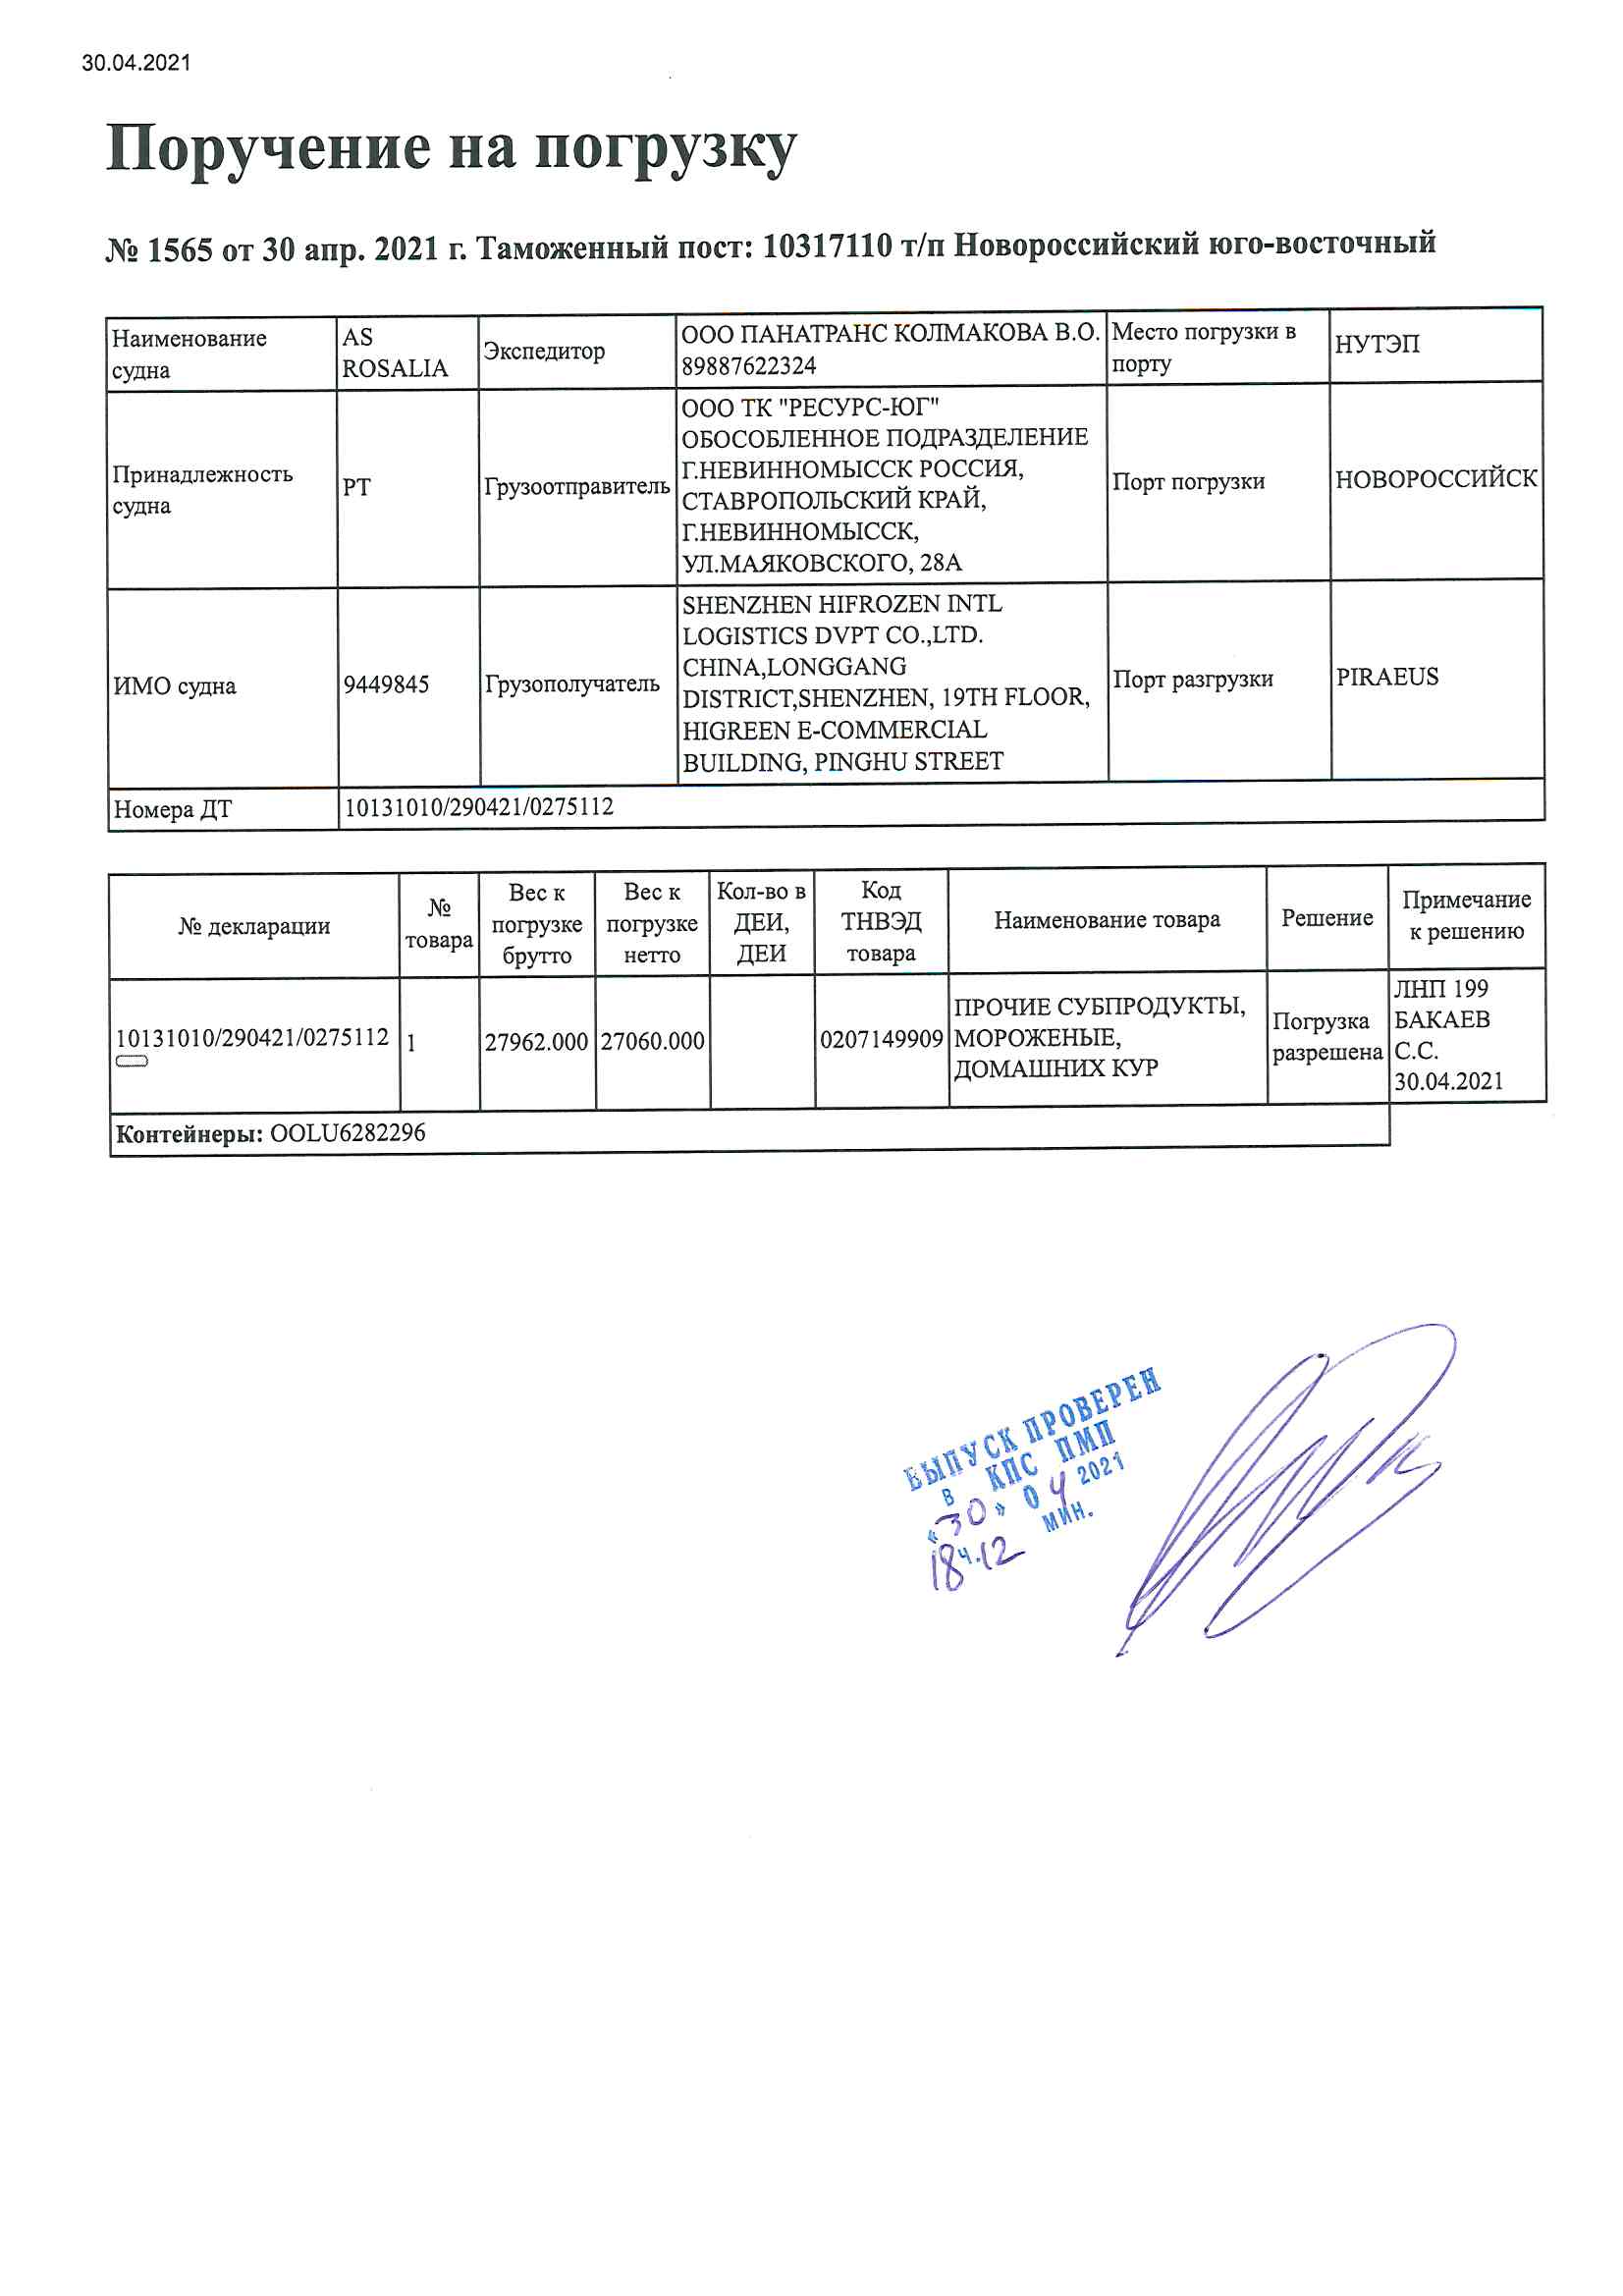 30.04.2021
Поручение на погрузку
№ 1565 от 30 апр. 2021 г. Таможенный пост: 10317110 т/п Новороссийский юго-восточный
Наименование судна
AS ROSALIA
Экспедитор
ООО ПАНАТРАНС КОЛМАКОВА В.О.
89887622324
Место погрузки в порту
НУТЭП
Принадлежность судна
PT
Грузоотправитель
ООО ТК "РЕСУРС-ЮГ"
ОБОСОБЛЕННОЕ ПОДРАЗДЕЛЕНИЕ
Г.НЕВИННОМЫССК РОССИЯ,
СТАВРОПОЛЬСКИЙ КРАЙ,
Г.НЕВИННОМЫССК,
УЛ.МАЯКОВСКОГО, 28А
Порт погрузки
НОВОРОССИЙСК
ИМО судна
9449845
Грузополучатель
SHENZHEN HIFROZEN INTL
LOGISTICS DVPT CO.,LTD.
CHINA,LONGGANG
DISTRICT,SHENZHEN, 19TH FLOOR,
HIGREEN E-COMMERCIAL
BUILDING, PINGHU STREET
Порт разгрузки
PIRAEUS
Номера ДТ
10131010/290421/0275112
№ декларации
№ товара
Вес к погрузке брутто
Вес к погрузке нетто
Кол-во в ДЕИ, ДЕИ
Код ТНВЭД товара
Наименование товара
Решение
Примечание к решению
10131010/290421/0275112
1
27962.000
27060.000
0207149909
ПРОЧИЕ СУБПРОДУКТЫ,
МОРОЖЕНЫЕ,
ДОМАШНИХ КУР
Погрузка разрешена
ЛНП 199
БАКАЕВ
С.С.
30.04.2021
Контейнеры: OOLU6282296
ВЫПУСК ПРОВЕРЕН
в КПС ПМП
«30» 04 2021
18 ч. 12 мин.